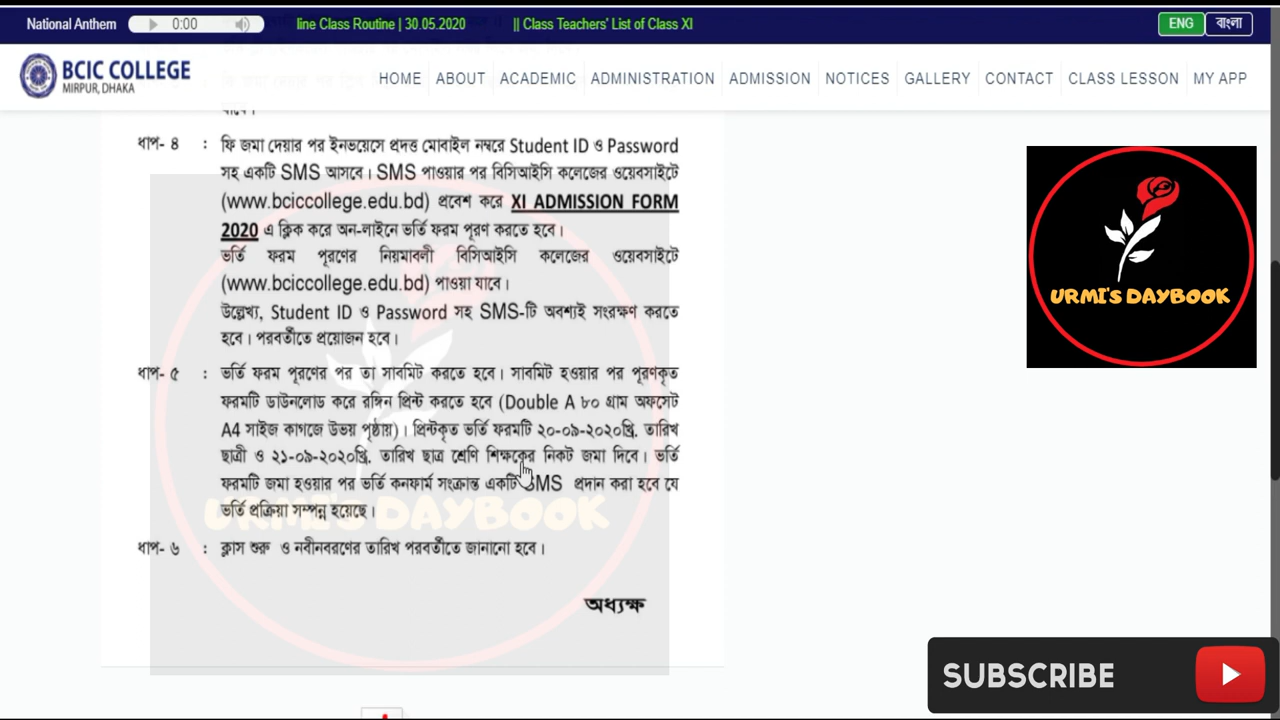 National Anthem 0:00 line Class Routine | 30.05.2020 || Class Teachers' List of Class XI ENG বাংলা
BCIC COLLEGE
MIRPUR, DHAKA
HOME ABOUT ACADEMIC ADMINISTRATION ADMISSION NOTICES GALLERY CONTACT CLASS LESSON MY APP
যাবে।
ধাপ- ৪ : ফি জমা দেয়ার পর ইনভয়েসে প্রদত্ত মোবাইল নম্বরে Student ID ও Password
সহ একটি SMS আসবে। SMS পাওয়ার পর বিসিআইসি কলেজের ওয়েবসাইটে
(www.bciccollege.edu.bd) প্রবেশ করে XI ADMISSION FORM
2020 এ ক্লিক করে অন-লাইনে ভর্তি ফরম পূরণ করতে হবে।
ভর্তি ফরম পূরণের নিয়মাবলী বিসিআইসি কলেজের ওয়েবসাইটে
(www.bciccollege.edu.bd) পাওয়া যাবে।
উল্লেখ্য, Student ID ও Password সহ SMS-টি অবশ্যই সংরক্ষণ করতে
হবে। পরবর্তীতে প্রয়োজন হবে।
ধাপ- ৫ : ভর্তি ফরম পূরণের পর তা সাবমিট করতে হবে। সাবমিট হওয়ার পর পূরণকৃত
ফরমটি ডাউনলোড করে রঙ্গিন প্রিন্ট করতে হবে (Double A ৮০ গ্রাম অফসেট
A4 সাইজ কাগজে উভয় পৃষ্ঠায়)। প্রিন্টকৃত ভর্তি ফরমটি ২০-০৯-২০২০খ্রি. তারিখ
ছাত্রী ও ২১-০৯-২০২০খ্রি. তারিখ ছাত্র শ্রেণি শিক্ষকের নিকট জমা দিবে। ভর্তি
ফরমটি জমা হওয়ার পর ভর্তি কনফার্ম সংক্রান্ত একটি SMS প্রদান করা হবে যে
ভর্তি প্রক্রিয়া সম্পন্ন হয়েছে।
URMI'S DAYBOOK
ধাপ- ৬ : ক্লাস শুরু ও নবীনবরণের তারিখ পরবর্তীতে জানানো হবে।
অধ্যক্ষ
URMI'S DAYBOOK
SUBSCRIBE